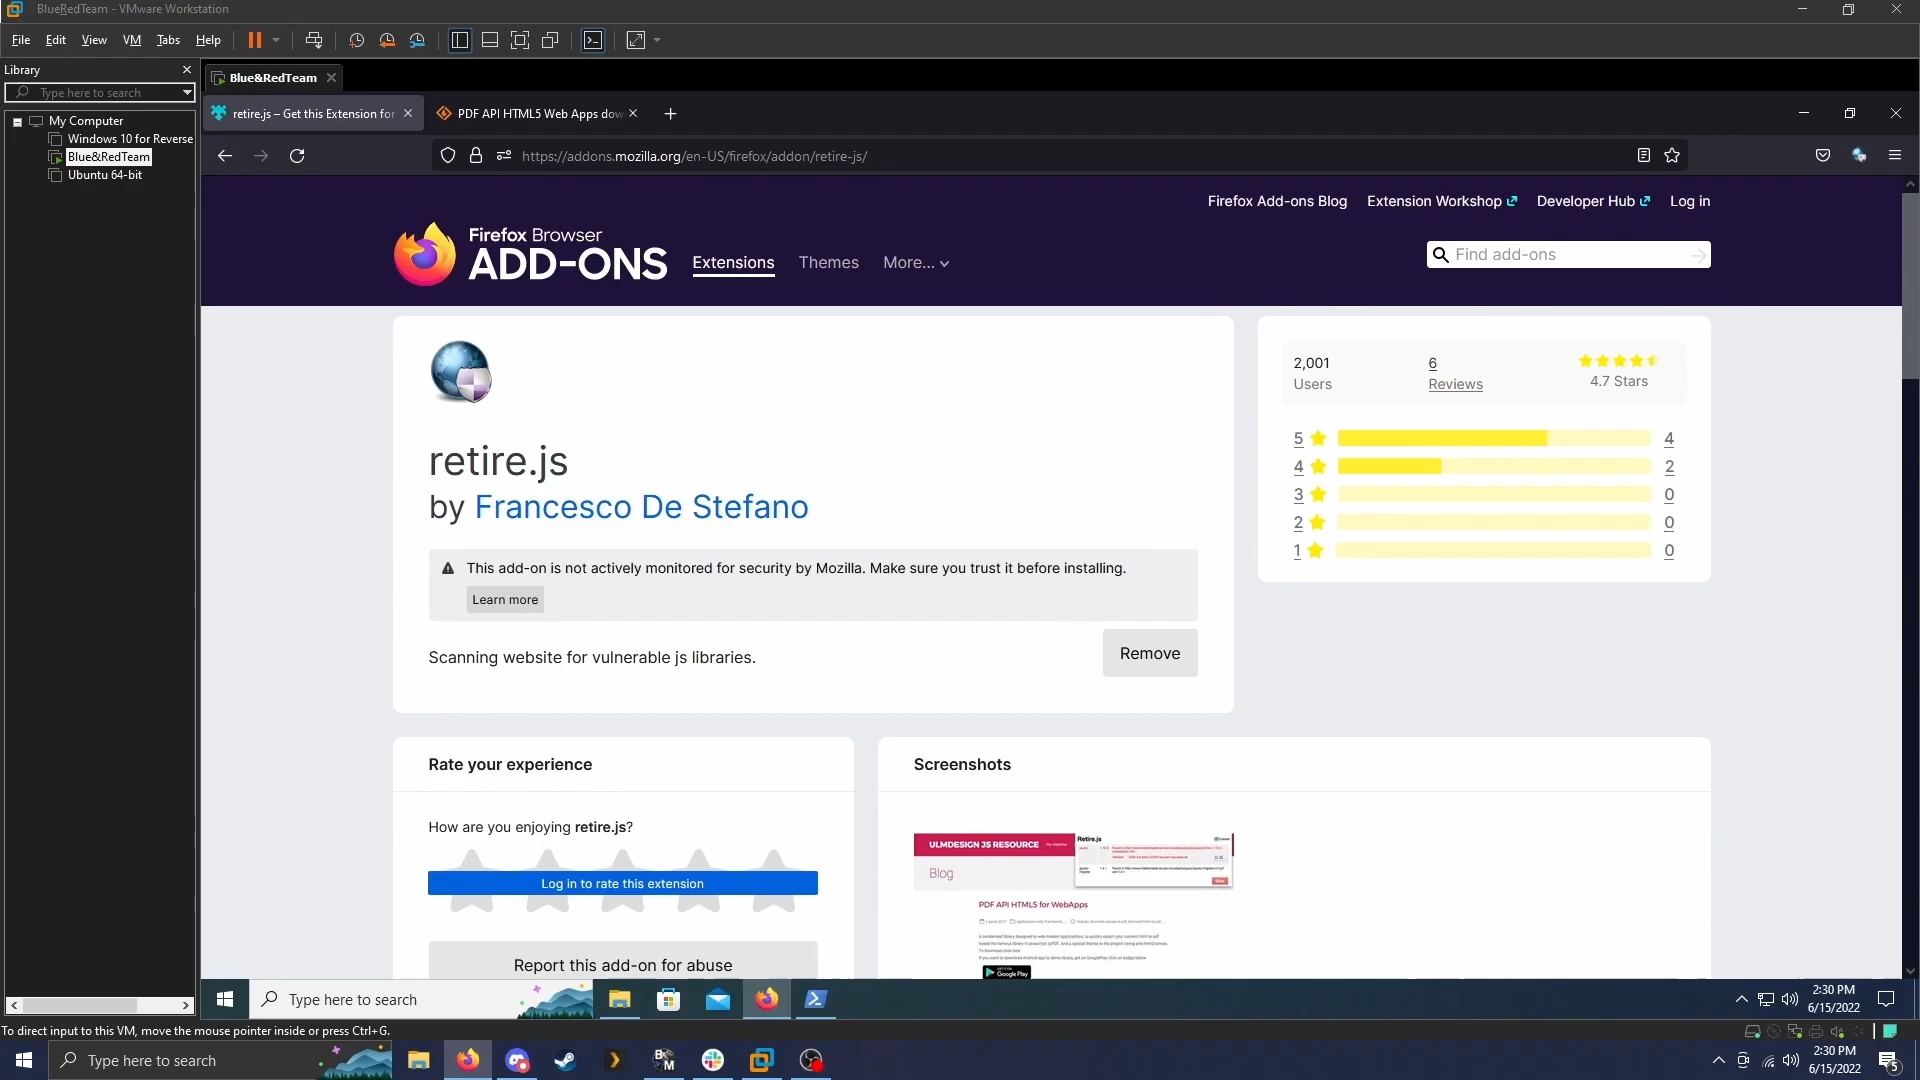 BlueRedTeam - VMware Workstation
File Edit View VM Tabs Help
Library
Type here to search
My Computer
Windows 10 for Reverse
Blue&RedTeam
Ubuntu 64-bit
Blue&RedTeam
retire.js – Get this Extension for
PDF API HTML5 Web Apps dow
https://addons.mozilla.org/en-US/firefox/addon/retire-js/
Firefox Add-ons Blog Extension Workshop Developer Hub Log in
Firefox Browser
ADD-ONS
Extensions Themes More...
Find add-ons
2,001
Users
6
Reviews
4.7 Stars
5 4
4 2
3 0
2 0
1 0
retire.js
by Francesco De Stefano
This add-on is not actively monitored for security by Mozilla. Make sure you trust it before installing.
Learn more
Scanning website for vulnerable js libraries.
Remove
Rate your experience
How are you enjoying retire.js?
Log in to rate this extension
Report this add-on for abuse
Screenshots
ULMDESIGN JS RESOURCE
Retire.js
Blog
PDF API HTML5 for WebApps
Google Play
Type here to search
2:30 PM
6/15/2022
To direct input to this VM, move the mouse pointer inside or press Ctrl+G.
Type here to search
2:30 PM
6/15/2022
5